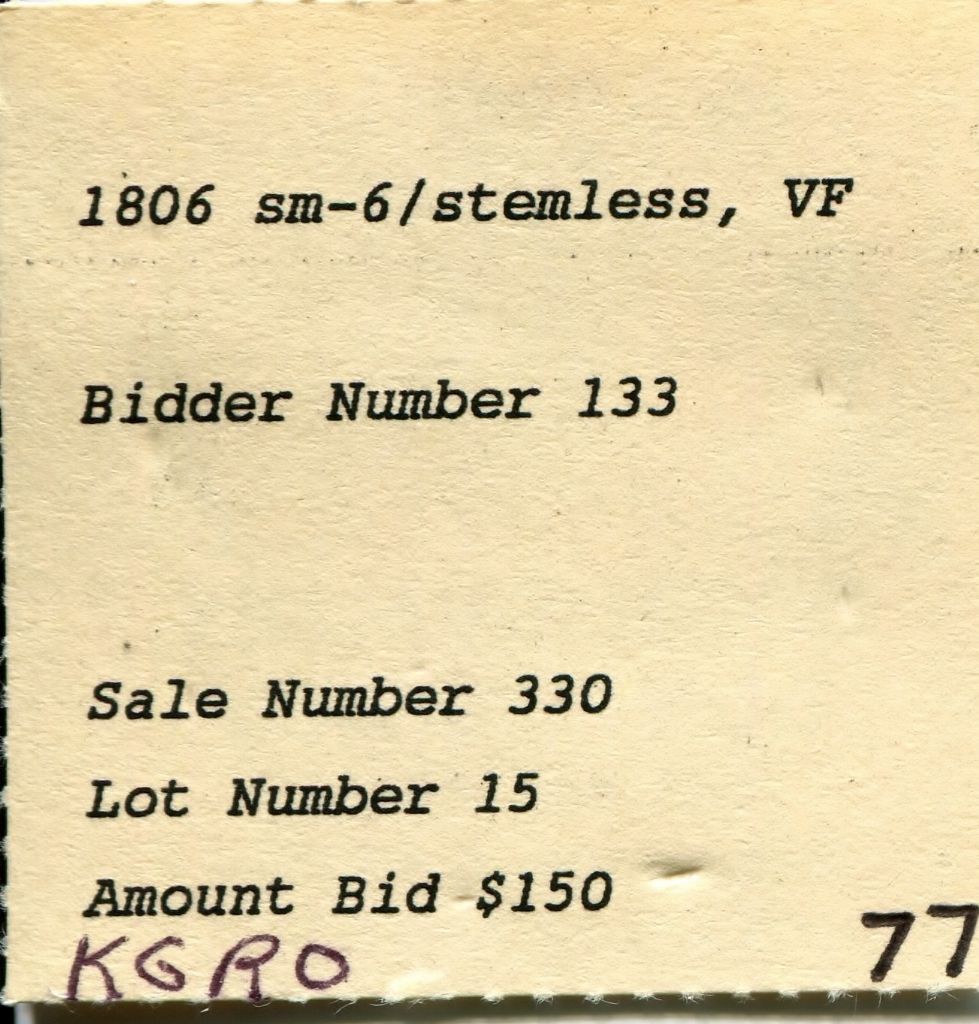 1806 sm-6/stemless, VF
Bidder Number 133
Sale Number 330
Lot Number 15
Amount Bid $150
KGRO
77